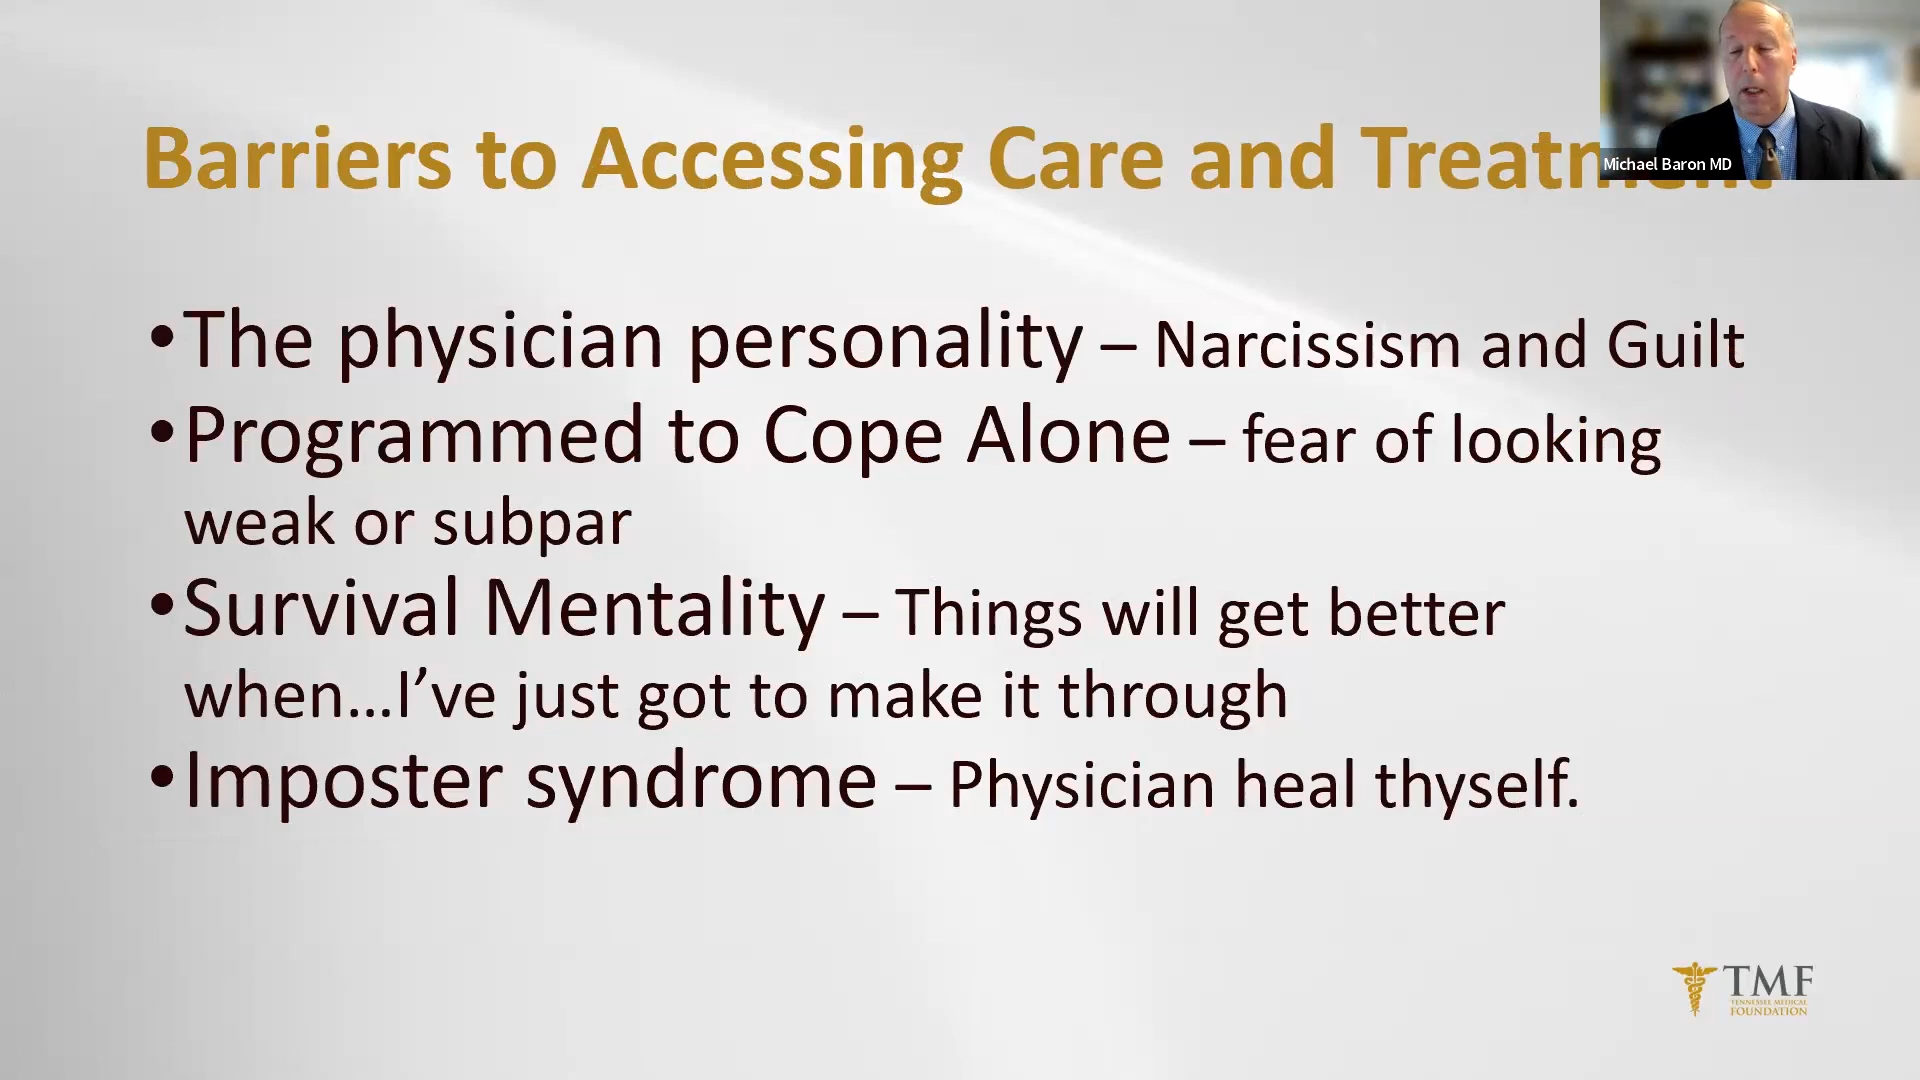 Barriers to Accessing Care and Treatment
Michael Baron MD
•The physician personality – Narcissism and Guilt
•Programmed to Cope Alone – fear of looking
weak or subpar
•Survival Mentality – Things will get better
when…I’ve just got to make it through
•Imposter syndrome – Physician heal thyself.
TMF
TENNESSEE MEDICAL
FOUNDATION